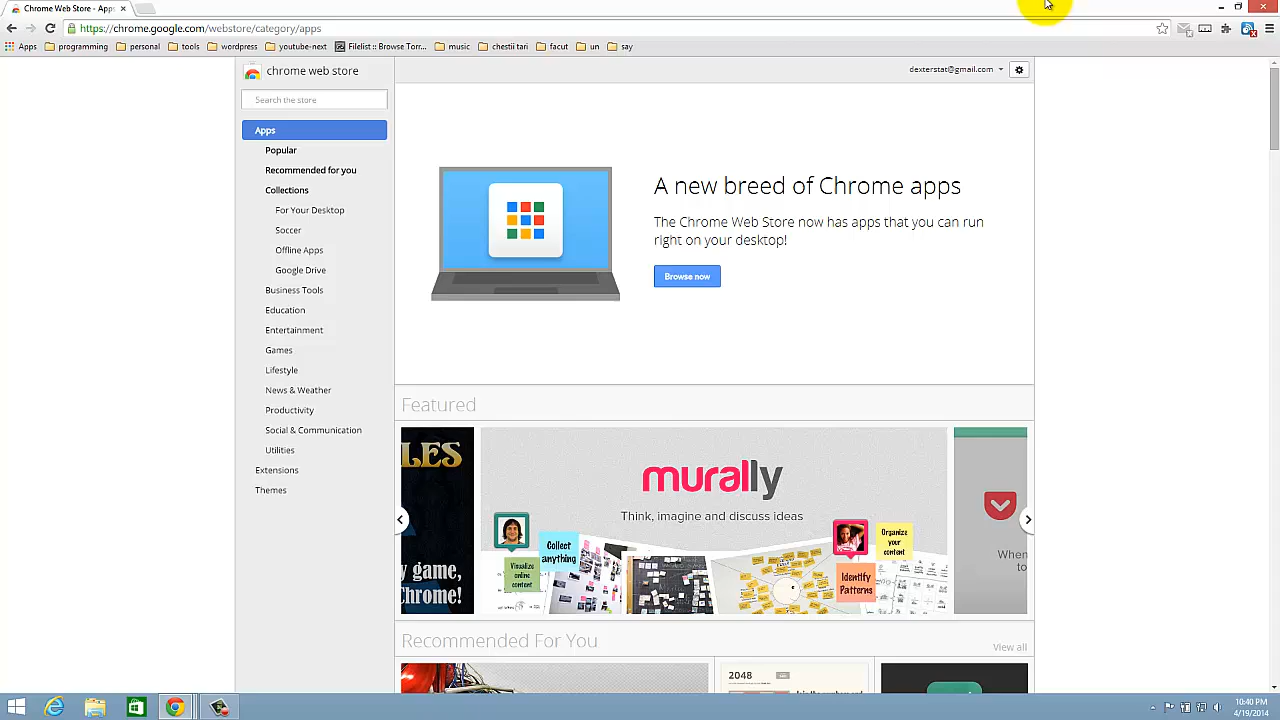 Chrome Web Store - Apps
https://chrome.google.com/webstore/category/apps
Apps programming personal tools wordpress youtube-next Filelist :: Browse Torr... music chestii tari facut un say
chrome web store
dexterstat@gmail.com
Search the store
Apps
Popular
Recommended for you
Collections
For Your Desktop
Soccer
Offline Apps
Google Drive
Business Tools
Education
Entertainment
Games
Lifestyle
News & Weather
Productivity
Social & Communication
Utilities
Extensions
Themes
A new breed of Chrome apps
The Chrome Web Store now has apps that you can run
right on your desktop!
Browse now
Featured
LES
y game,
Chrome!
murally
Think, imagine and discuss ideas
Collect
anything
Visualize
online
content
Organize
your
content
Identify
Patterns
When
to
Recommended For You
View all
2048
10:40 PM
4/19/2014